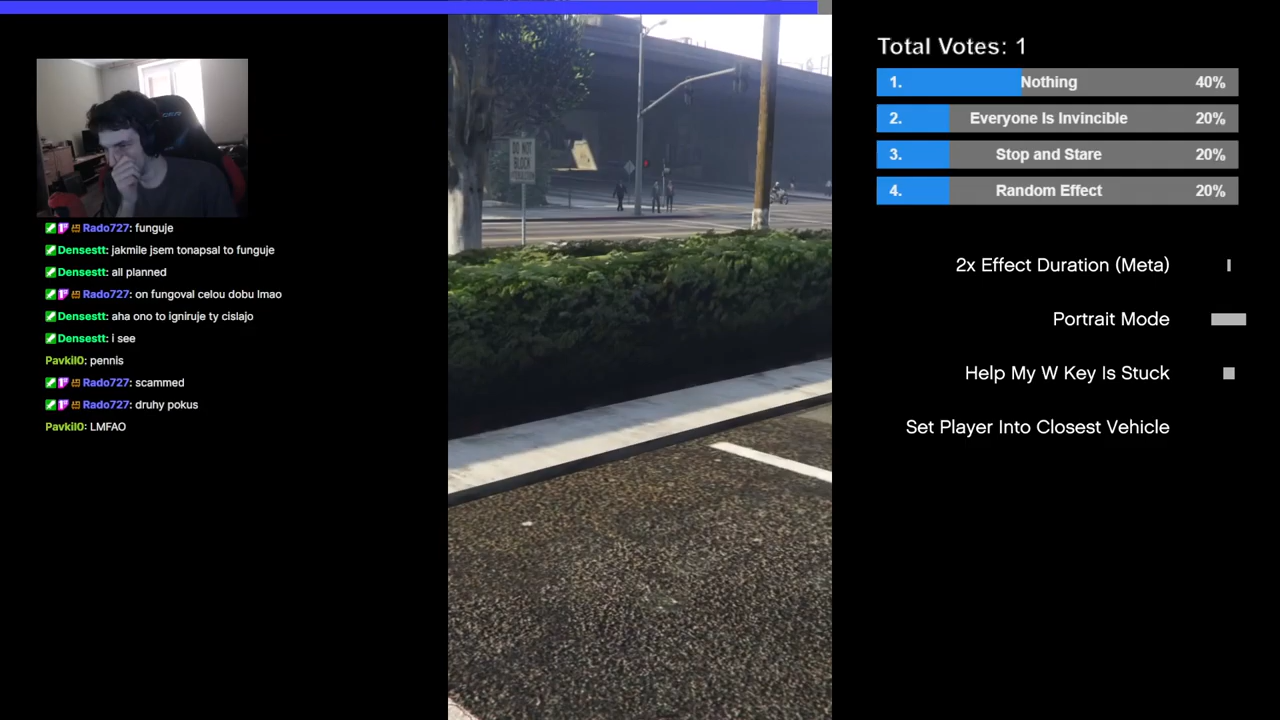 Total Votes: 1
1. Nothing 40%
2. Everyone Is Invincible 20%
3. Stop and Stare 20%
4. Random Effect 20%
2x Effect Duration (Meta)
Portrait Mode
Help My W Key Is Stuck
Set Player Into Closest Vehicle
Rado727: funguje
Densestt: jakmile jsem tonapsal to funguje
Densestt: all planned
Rado727: on fungoval celou dobu lmao
Densestt: aha ono to igniruje ty cislajo
Densestt: i see
Pavkil0: pennis
Rado727: scammed
Rado727: druhy pokus
Pavkil0: LMFAO
DO NOT
BLOCK